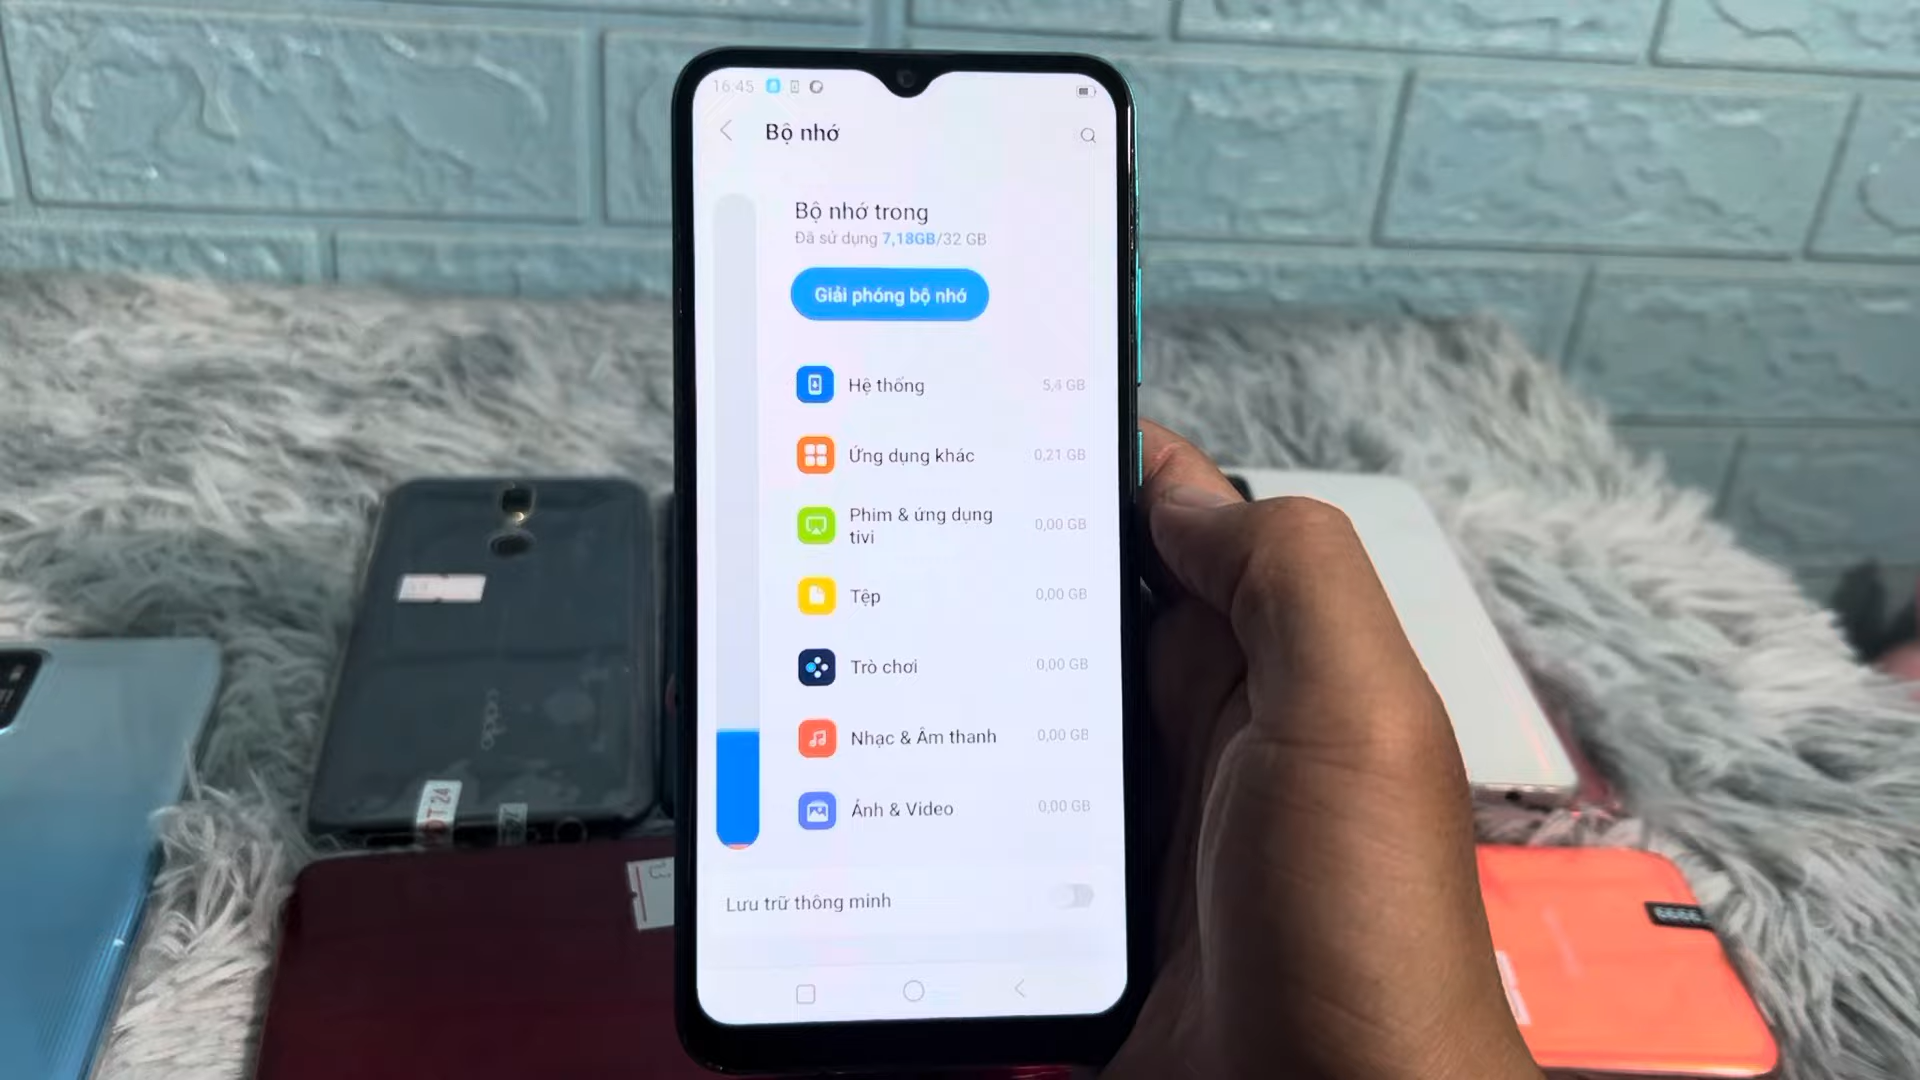 16:45
Bộ nhớ
Bộ nhớ trong
Đã sử dụng 7,18GB/32 GB
Giải phóng bộ nhớ
Hệ thống 5,4 GB
Ứng dụng khác 0,21 GB
Phim & ứng dụng
tivi 0,00 GB
Tệp 0,00 GB
Trò chơi 0,00 GB
Nhạc & Âm thanh 0,00 GB
Ảnh & Video 0,00 GB
Lưu trữ thông minh